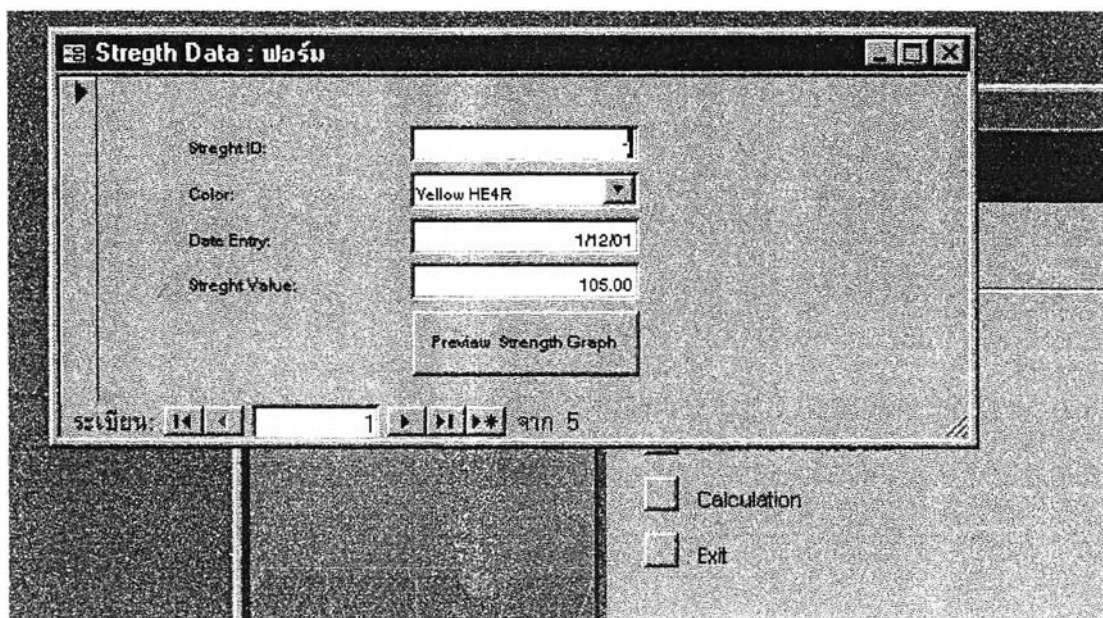 Stregth Data : ฟอร์ม
Streght ID:
Color: Yellow HE4R
Date Entry: 1/12/01
Streght Value: 105.00
Preview Strength Graph
ระเบียน: 1 จาก 5
Calculation
Exit